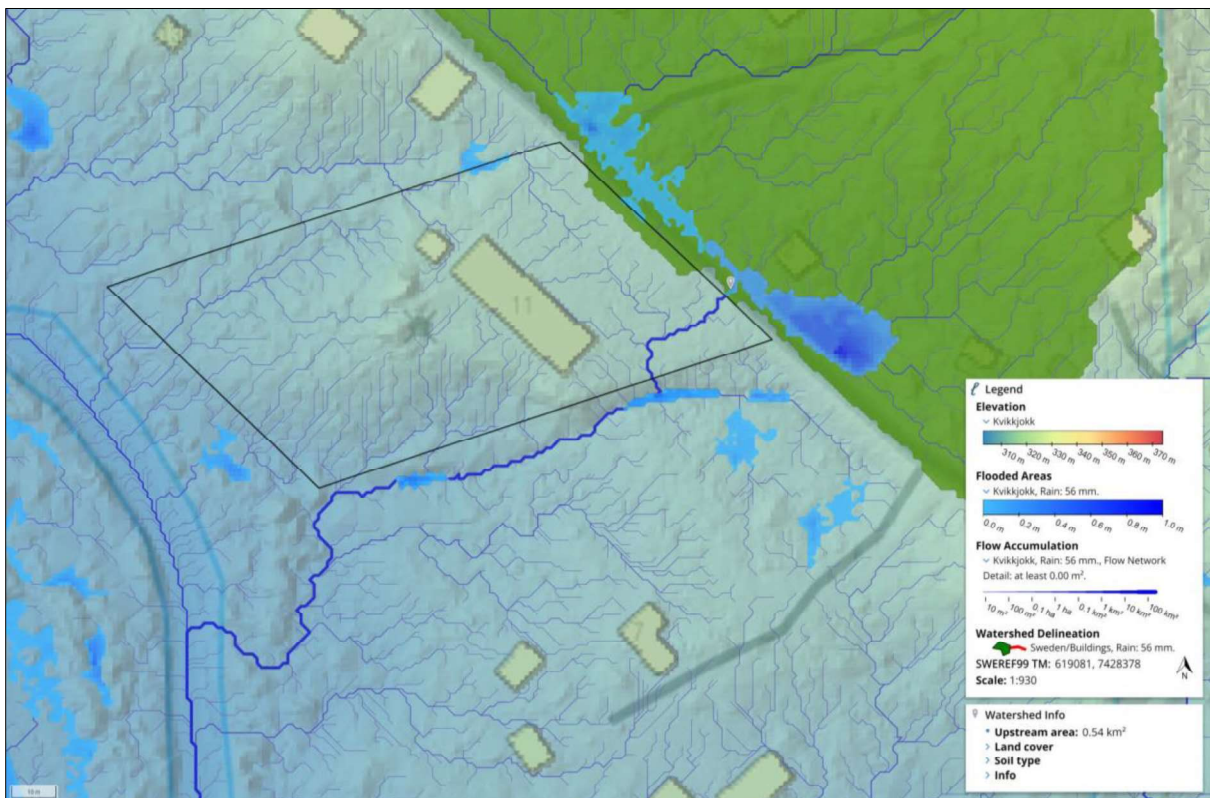 11
7
Legend
Elevation
Kvikkjokk
310 m 320 m 330 m 340 m 350 m 360 m 370 m
Flooded Areas
Kvikkjokk, Rain: 56 mm.
0.0 m 0.2 m 0.4 m 0.6 m 0.8 m 1.0 m
Flow Accumulation
Kvikkjokk, Rain: 56 mm., Flow Network
Detail: at least 0.00 m².
10 m² 100 m² 0.1 ha 1 ha 0.1 km² 1 km² 10 km² 100 km²
Watershed Delineation
Sweden/Buildings, Rain: 56 mm.
SWEREF99 TM: 619081, 7428378
Scale: 1:930
N
Watershed Info
• Upstream area: 0.54 km²
› Land cover
› Soil type
› Info
10 m